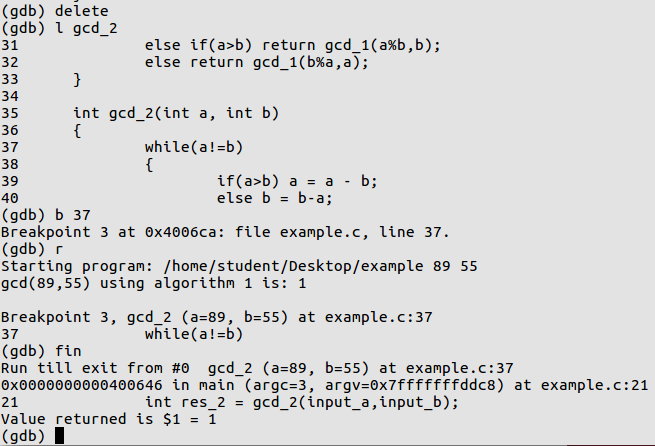 (gdb) delete
(gdb) l gcd_2
31              else if(a>b) return gcd_1(a%b,b);
32              else return gcd_1(b%a,a);
33      }
34
35      int gcd_2(int a, int b)
36      {
37              while(a!=b)
38              {
39                      if(a>b) a = a - b;
40                      else b = b-a;
(gdb) b 37
Breakpoint 3 at 0x4006ca: file example.c, line 37.
(gdb) r
Starting program: /home/student/Desktop/example 89 55
gcd(89,55) using algorithm 1 is: 1

Breakpoint 3, gcd_2 (a=89, b=55) at example.c:37
37              while(a!=b)
(gdb) fin
Run till exit from #0  gcd_2 (a=89, b=55) at example.c:37
0x0000000000400646 in main (argc=3, argv=0x7fffffffddc8) at example.c:21
21              int res_2 = gcd_2(input_a,input_b);
Value returned is $1 = 1
(gdb)